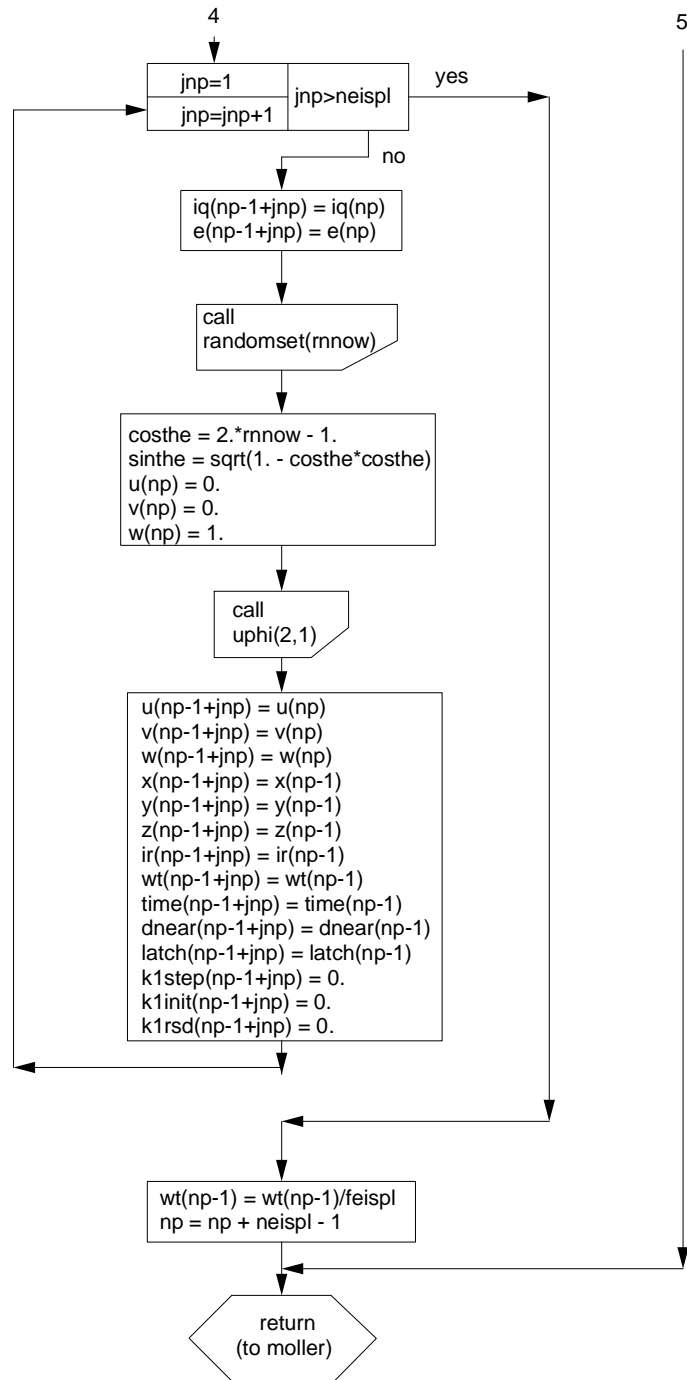 4
5
jnp=1
jnp=jnp+1
jnp>neispl
yes
no
iq(np-1+jnp) = iq(np)
e(np-1+jnp) = e(np)
call
randomset(rnnow)
costhe = 2.*rnnow - 1.
sinthe = sqrt(1. - costhe*costhe)
u(np) = 0.
v(np) = 0.
w(np) = 1.
call
uphi(2,1)
u(np-1+jnp) = u(np)
v(np-1+jnp) = v(np)
w(np-1+jnp) = w(np)
x(np-1+jnp) = x(np-1)
y(np-1+jnp) = y(np-1)
z(np-1+jnp) = z(np-1)
ir(np-1+jnp) = ir(np-1)
wt(np-1+jnp) = wt(np-1)
time(np-1+jnp) = time(np-1)
dnear(np-1+jnp) = dnear(np-1)
latch(np-1+jnp) = latch(np-1)
k1step(np-1+jnp) = 0.
k1init(np-1+jnp) = 0.
k1rsd(np-1+jnp) = 0.
wt(np-1) = wt(np-1)/feispl
np = np + neispl - 1
return
(to moller)